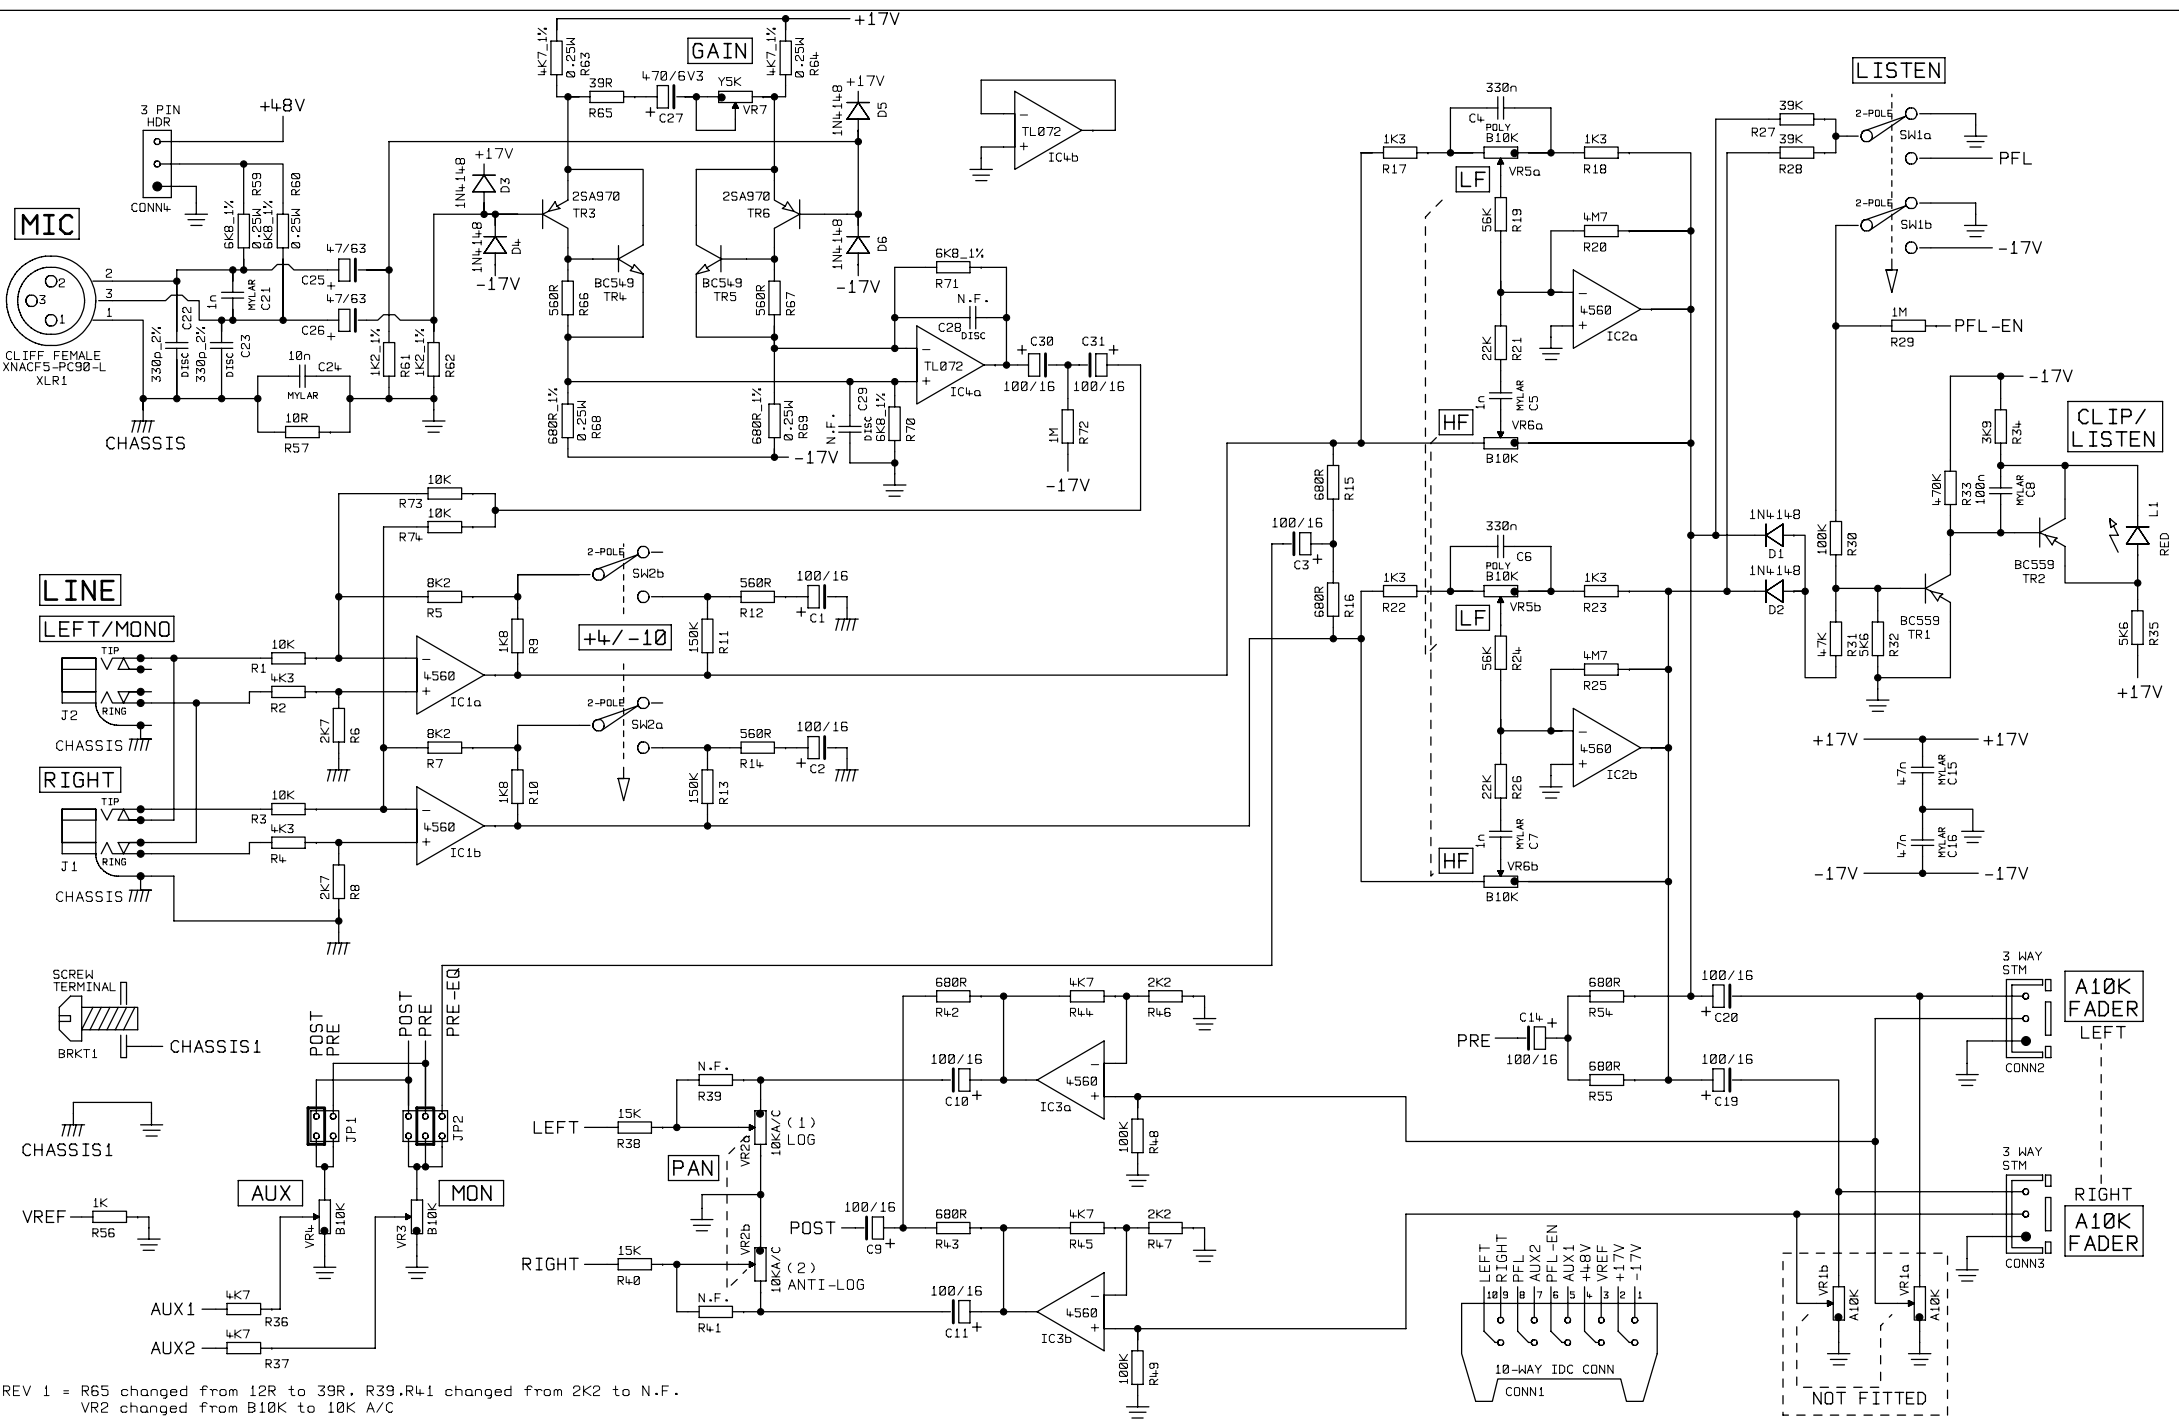 +17V
4K7_1%
0.25W
R63
GAIN
4K7_1%
0.25W
R64
39R
R65
470/6V3
+
C27
Y5K
VR7
+17V
1N4148
D5
3 PIN
HDR
+48V
CONN4
MIC
6K8_1%
0.25W
R59
6K8_1%
0.25W
R60
+17V
1N4148
D3
1N4148
D4
-17V
2SA970
TR3
2SA970
TR6
1N4148
D6
-17V
BC549
TR4
BC549
TR5
560R
R66
560R
R67
-
TL072
+
IC4b
2
3
1
2
3
1
CLIFF FEMALE
XNACF5-PC90-L
XLR1
1n
MYLAR
C21
47/63
C25
+
47/63
C26
+
330p_2%
DISC
C22
330p_2%
DISC
C23
10n
C24
MYLAR
10R
R57
1K2_1%
R61
1K2_1%
R62
CHASSIS
680R_1%
0.25W
R68
680R_1%
0.25W
R69
-17V
6K8_1%
R71
N.F.
C28
DISC
-
TL072
+
IC4a
N.F.
DISC
C29
6K8_1%
R70
+
C30
100/16
C31
+
100/16
1M
R72
-17V
1K3
R17
330n
C4
POLY
B10K
VR5a
1K3
R18
LF
56K
R19
4M7
R20
-
4560
+
IC2a
22K
R21
1n
MYLAR
C5
HF
VR6a
B10K
LISTEN
39K
R27
39K
R28
2-POLE
SW1a
PFL
2-POLE
SW1b
-17V
1M
R29
PFL-EN
-17V
3K9
R34
CLIP/
LISTEN
470K
R33
100n
MYLAR
C8
L1
RED
BC559
TR2
5K6
R35
+17V
100K
R30
BC559
TR1
47K
R31
5K6
R32
1N4148
D1
1N4148
D2
10K
R73
10K
R74
680R
R15
100/16
C3
+
680R
R16
LINE
LEFT/MONO
TIP
RING
J2
CHASSIS
10K
R1
4K3
R2
2K7
R6
8K2
R5
-
4560
+
IC1a
1K8
R9
2-POLE
SW2b
+4/-10
150K
R11
560R
R12
100/16
+
C1
RIGHT
TIP
RING
J1
CHASSIS
10K
R3
4K3
R4
2K7
R8
8K2
R7
-
4560
+
IC1b
1K8
R10
2-POLE
SW2a
150K
R13
560R
R14
100/16
+
C2
1K3
R22
330n
C6
POLY
B10K
VR5b
1K3
R23
LF
56K
R24
4M7
R25
-
4560
+
IC2b
22K
R26
1n
MYLAR
C7
HF
VR6b
B10K
+17V
+17V
47n
MYLAR
C15
47n
MYLAR
C16
-17V
-17V
SCREW
TERMINAL
BRKT1
CHASSIS1
CHASSIS1
VREF
1K
R56
POST
PRE
POST
PRE
PRE-EQ
JP1
JP2
AUX
MON
VR4
B10K
VR3
B10K
AUX1
4K7
R36
AUX2
4K7
R37
680R
R42
4K7
R44
2K2
R46
100/16
C10
+
-
4560
+
IC3a
100K
R48
N.F.
R39
LEFT
15K
R38
VR2a
10KA/C
(1)
LOG
PAN
VR2b
10KA/C
(2)
ANTI-LOG
RIGHT
15K
R40
N.F.
R41
POST
100/16
C9
+
680R
R43
4K7
R45
2K2
R47
100/16
C11
+
-
4560
+
IC3b
100K
R49
PRE
C14
+
100/16
680R
R54
680R
R55
100/16
+
C20
100/16
+
C19
3 WAY
STM
CONN2
A10K
FADER
LEFT
3 WAY
STM
CONN3
RIGHT
A10K
FADER
VR1b
A10K
VR1a
A10K
NOT FITTED
LEFT
RIGHT
PFL
AUX2
PFL-EN
AUX1
+48V
VREF
+17V
-17V
10 9 8 7 6 5 4 3 2 1
10-WAY IDC CONN
CONN1
REV 1 = R65 changed from 12R to 39R. R39.R41 changed from 2K2 to N.F.
VR2 changed from B10K to 10K A/C